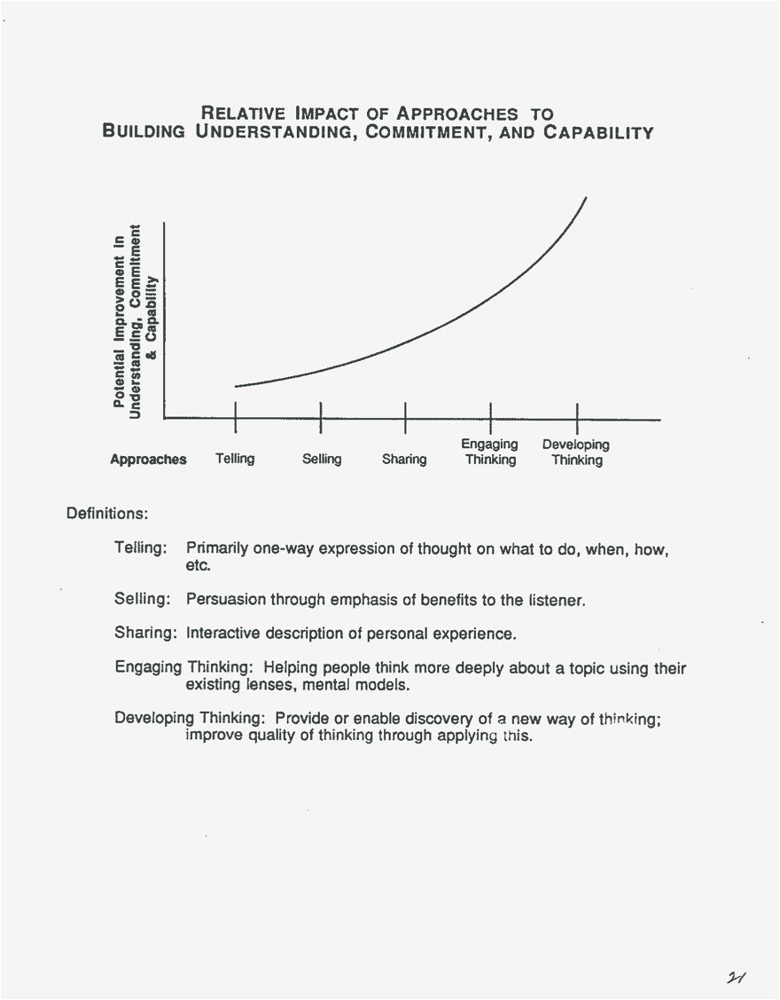 RELATIVE IMPACT OF APPROACHES TO
BUILDING UNDERSTANDING, COMMITMENT, AND CAPABILITY
Potential Improvement in
Understanding, Commitment
& Capability
Engaging Developing
Approaches Telling Selling Sharing Thinking Thinking
Definitions:
Telling: Primarily one-way expression of thought on what to do, when, how,
etc.
Selling: Persuasion through emphasis of benefits to the listener.
Sharing: Interactive description of personal experience.
Engaging Thinking: Helping people think more deeply about a topic using their
existing lenses, mental models.
Developing Thinking: Provide or enable discovery of a new way of thinking;
improve quality of thinking through applying this.
21